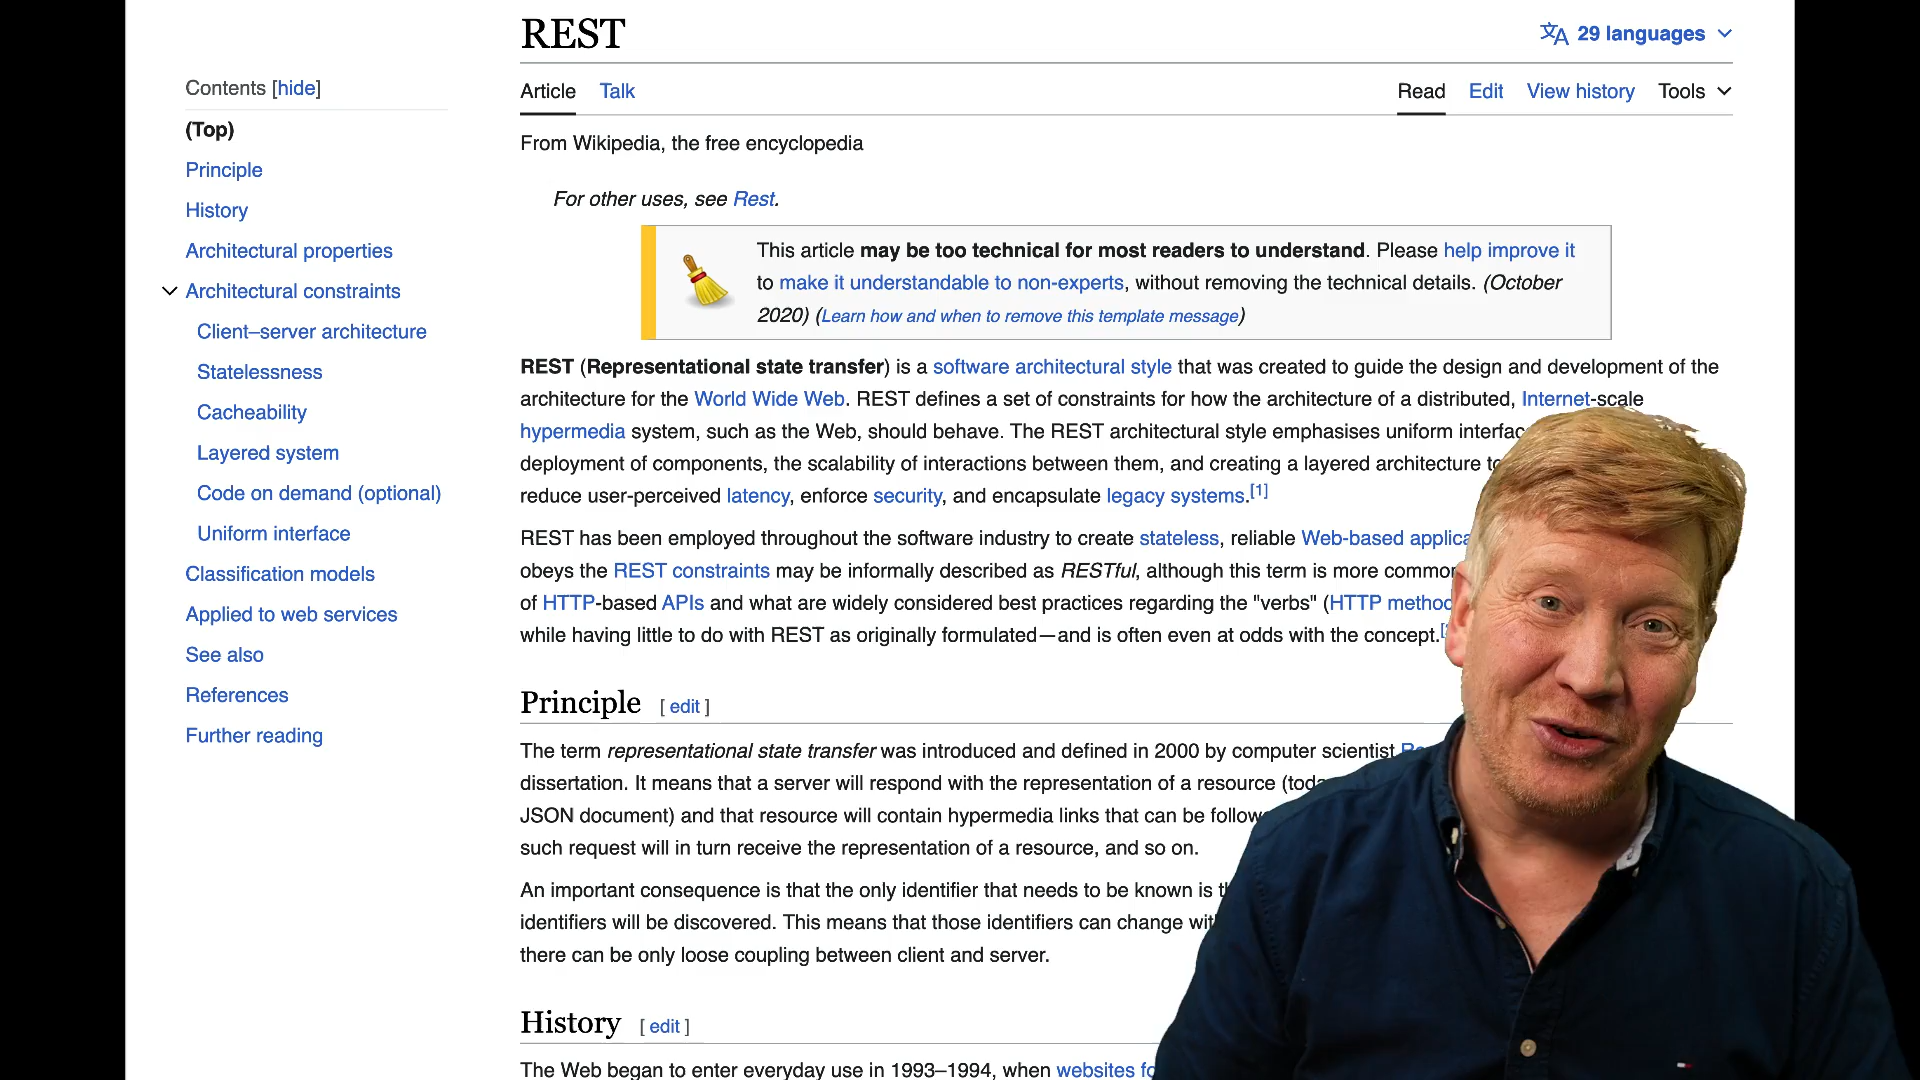 REST
29 languages
Contents [hide]
(Top)
Principle
History
Architectural properties
Architectural constraints
Client–server architecture
Statelessness
Cacheability
Layered system
Code on demand (optional)
Uniform interface
Classification models
Applied to web services
See also
References
Further reading
Article Talk Read Edit View history Tools
From Wikipedia, the free encyclopedia
For other uses, see Rest.
This article may be too technical for most readers to understand. Please help improve it
to make it understandable to non-experts, without removing the technical details. (October
2020) (Learn how and when to remove this template message)
REST (Representational state transfer) is a software architectural style that was created to guide the design and development of the
architecture for the World Wide Web. REST defines a set of constraints for how the architecture of a distributed, Internet-scale
hypermedia system, such as the Web, should behave. The REST architectural style emphasises uniform
deployment of components, the scalability of interactions between them, and creating a layered architecture
reduce user-perceived latency, enforce security, and encapsulate legacy systems.[1]
REST has been employed throughout the software industry to create stateless, reliable Web-based
obeys the REST constraints may be informally described as RESTful, although this term is more
of HTTP-based APIs and what are widely considered best practices regarding the "verbs" (HTTP
while having little to do with REST as originally formulated—and is often even at odds with the concept.
Principle [ edit ]
The term representational state transfer was introduced and defined in 2000 by computer scientist
dissertation. It means that a server will respond with the representation of a resource
JSON document) and that resource will contain hypermedia links that can be
such request will in turn receive the representation of a resource, and so on.
An important consequence is that the only identifier that needs to be known is
identifiers will be discovered. This means that those identifiers can change
there can be only loose coupling between client and server.
History [ edit ]
The Web began to enter everyday use in 1993–1994, when websites